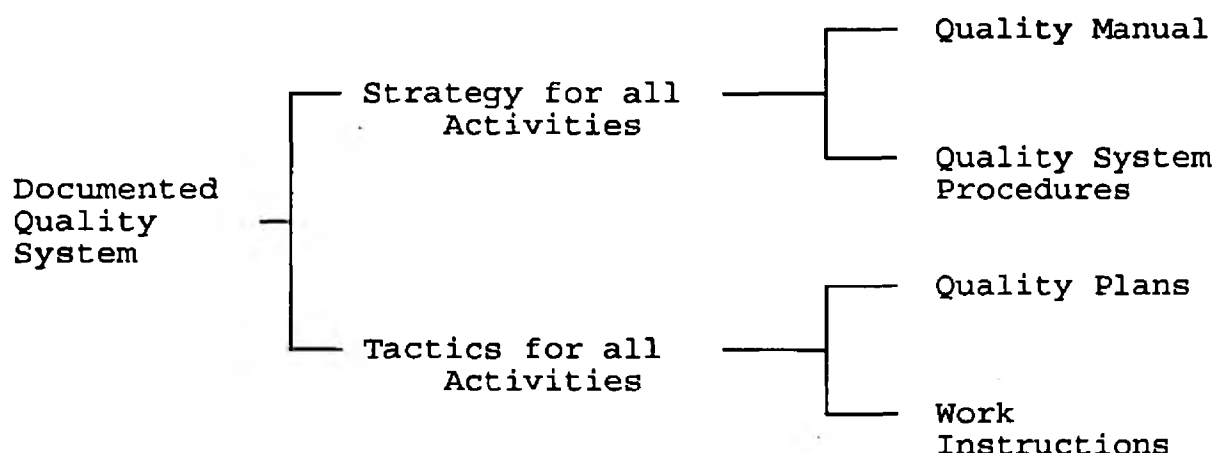 Documented
Quality
System
Strategy for all
Activities
Tactics for all
Activities
Quality Manual
Quality System
Procedures
Quality Plans
Work
Instructions